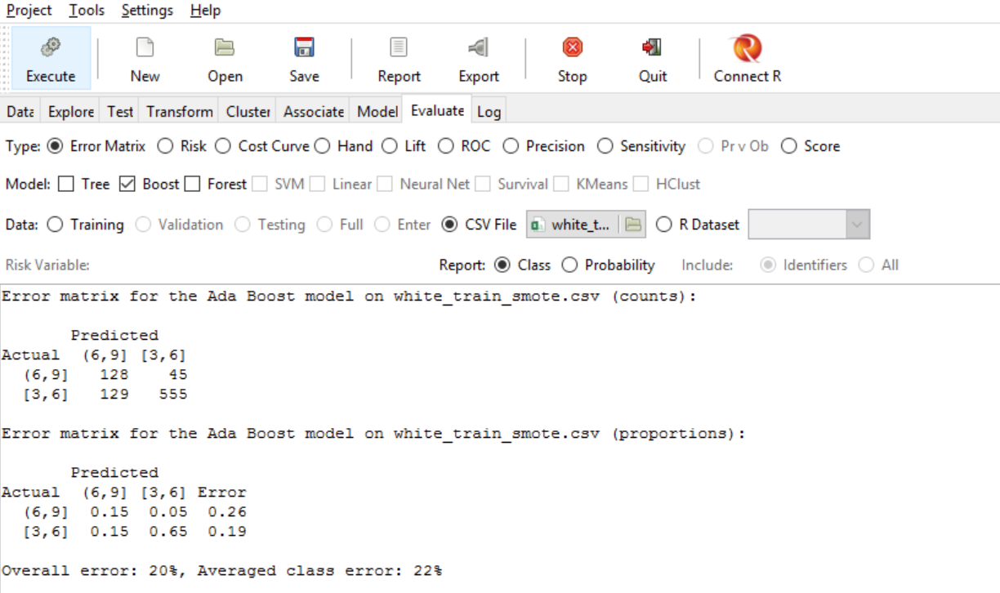 Project Tools Settings Help
Execute New Open Save Report Export Stop Quit Connect R
Data Explore Test Transform Cluster Associate Model Evaluate Log
Type: Error Matrix Risk Cost Curve Hand Lift ROC Precision Sensitivity Pr v Ob Score
Model: Tree Boost Forest SVM Linear Neural Net Survival KMeans HClust
Data: Training Validation Testing Full Enter CSV File white_t... R Dataset
Risk Variable: Report: Class Probability Include: Identifiers All
Error matrix for the Ada Boost model on white_train_smote.csv (counts):
Predicted
Actual (6,9] [3,6]
(6,9] 128 45
[3,6] 129 555
Error matrix for the Ada Boost model on white_train_smote.csv (proportions):
Predicted
Actual (6,9] [3,6] Error
(6,9] 0.15 0.05 0.26
[3,6] 0.15 0.65 0.19
Overall error: 20%, Averaged class error: 22%